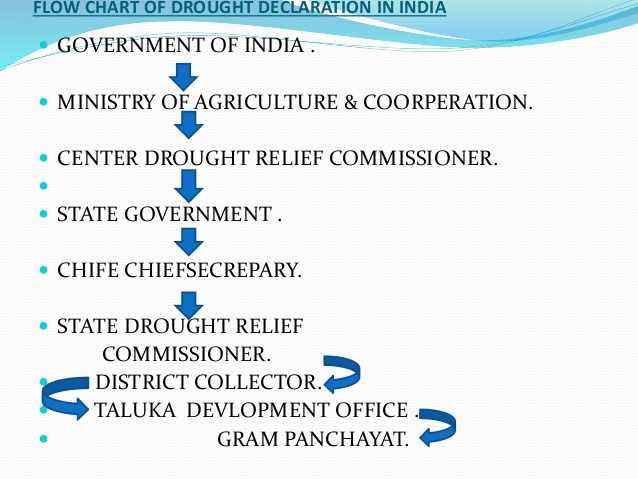 FLOW CHART OF DROUGHT DECLARATION IN INDIA
GOVERNMENT OF INDIA .
MINISTRY OF AGRICULTURE & COORPERATION.
CENTER DROUGHT RELIEF COMMISSIONER.
STATE GOVERNMENT .
CHIFE CHIEFSECREPARY.
STATE DROUGHT RELIEF
COMMISSIONER.
DISTRICT COLLECTOR.
TALUKA DEVLOPMENT OFFICE .
GRAM PANCHAYAT.